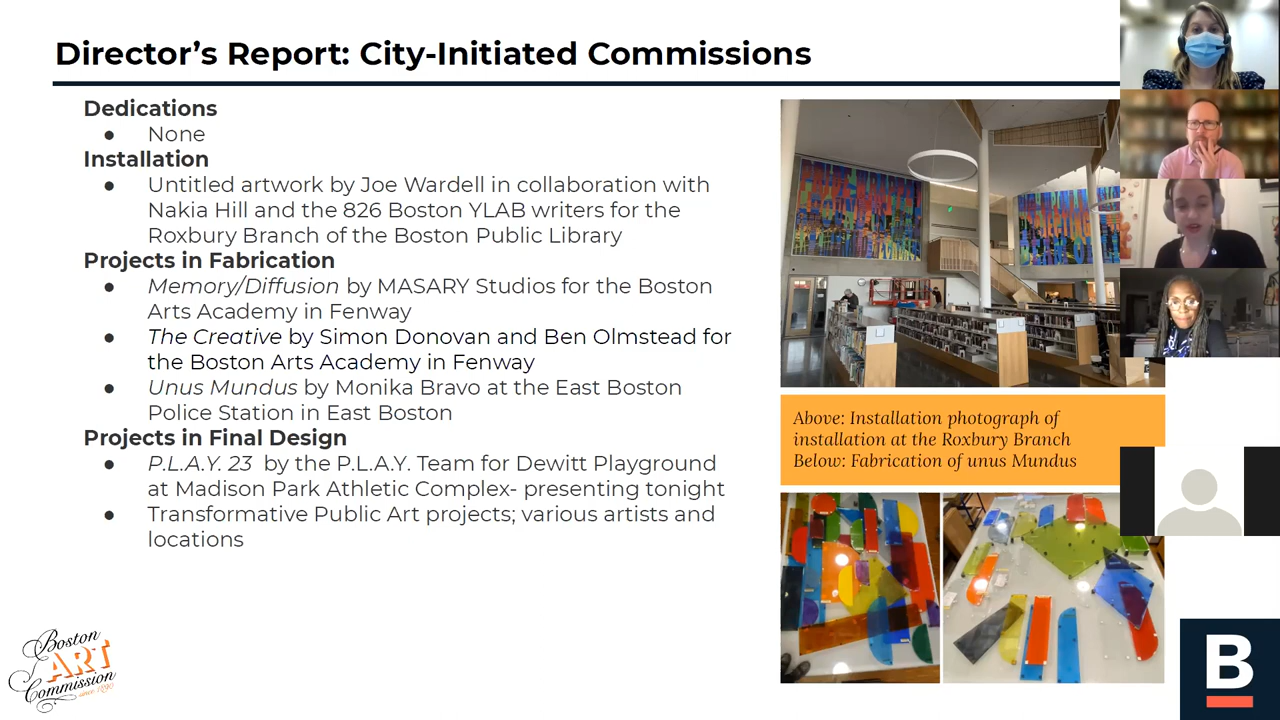 Director’s Report: City-Initiated Commissions
Dedications
● None
Installation
● Untitled artwork by Joe Wardell in collaboration with
Nakia Hill and the 826 Boston YLAB writers for the
Roxbury Branch of the Boston Public Library
Projects in Fabrication
● Memory/Diffusion by MASARY Studios for the Boston
Arts Academy in Fenway
● The Creative by Simon Donovan and Ben Olmstead for
the Boston Arts Academy in Fenway
● Unus Mundus by Monika Bravo at the East Boston
Police Station in East Boston
Projects in Final Design
● P.L.A.Y. 23 by the P.L.A.Y. Team for Dewitt Playground
at Madison Park Athletic Complex- presenting tonight
● Transformative Public Art projects; various artists and
locations
Above: Installation photograph of
installation at the Roxbury Branch
Below: Fabrication of unus Mundus
Boston
ART
Commission
since 1890
B